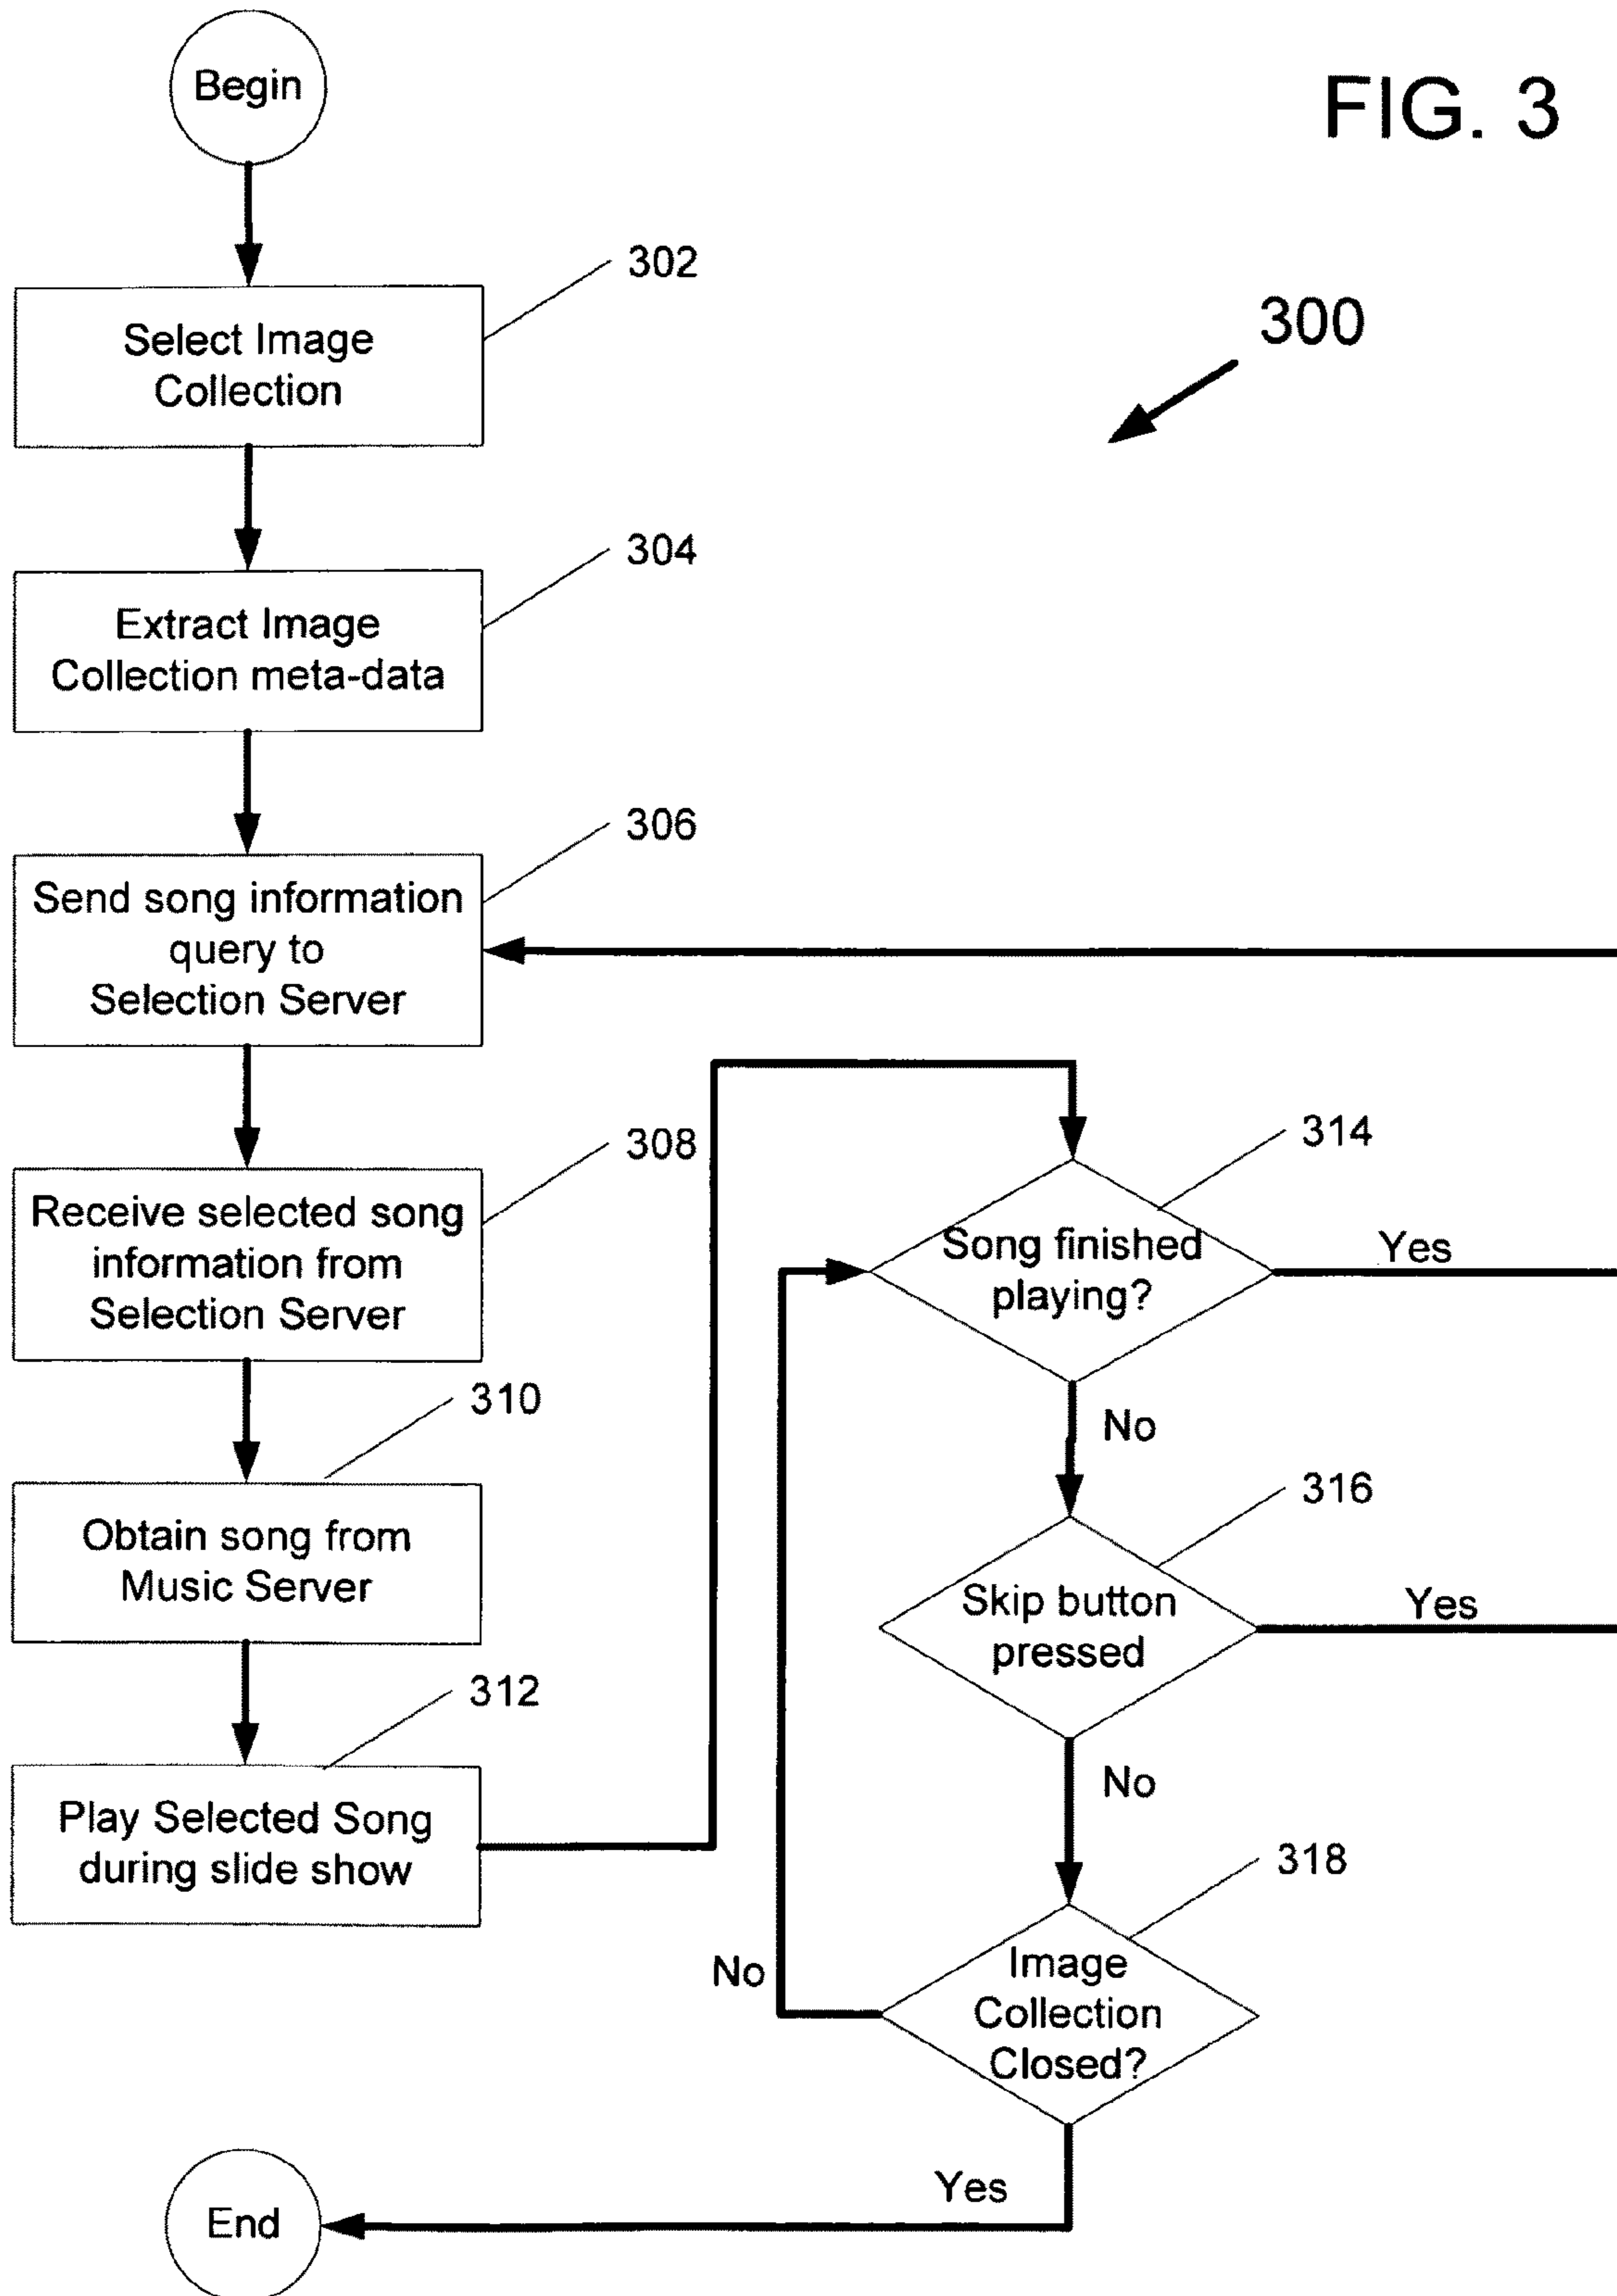 Begin
FIG. 3
300
302
Select Image
Collection
304
Extract Image
Collection meta-data
306
Send song information
query to
Selection Server
308
Receive selected song
information from
Selection Server
310
Obtain song from
Music Server
312
Play Selected Song
during slide show
314
Song finished
playing?
Yes
No
316
Skip button
pressed
Yes
No
318
Image
Collection
Closed?
No
Yes
End